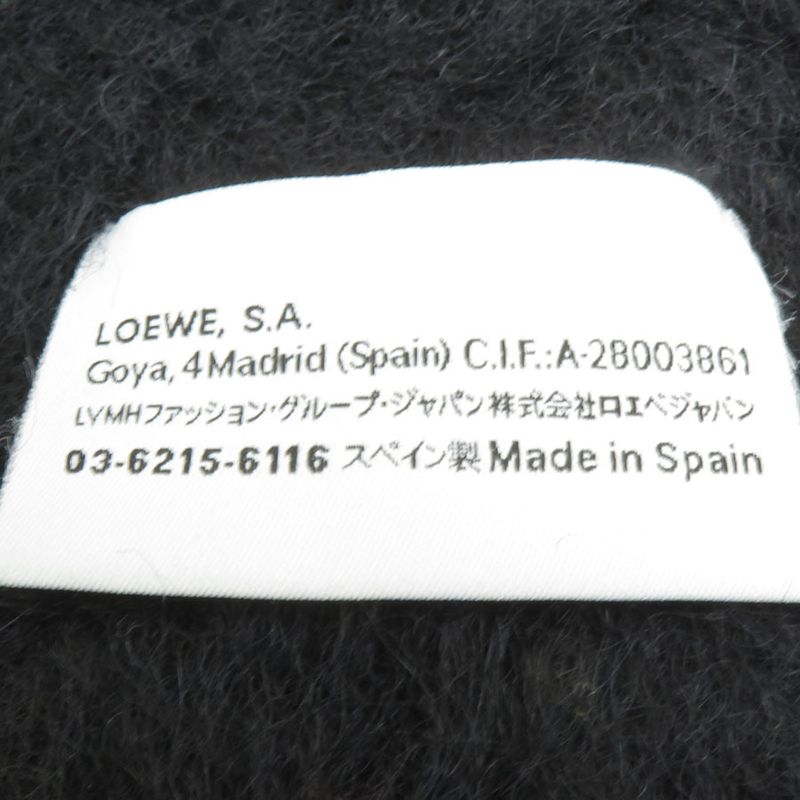 LOEWE, S.A.
Goya, 4 Madrid (Spain) C.I.F.: A-28003861
LVMHファッション・グループ・ジャパン株式会社ロエベジャパン
03-6215-6116 スペイン製 Made in Spain